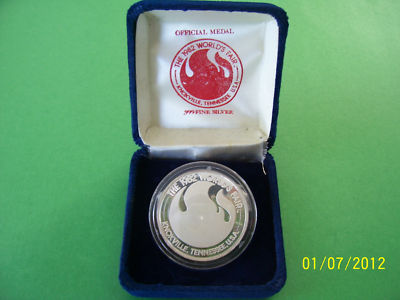 OFFICIAL MEDAL
THE 1982 WORLD'S FAIR
KNOXVILLE, TENNESSEE, U.S.A.
.999 FINE SILVER
THE 1982 WORLD'S FAIR
KNOXVILLE, TENNESSEE, U.S.A.
01/07/2012